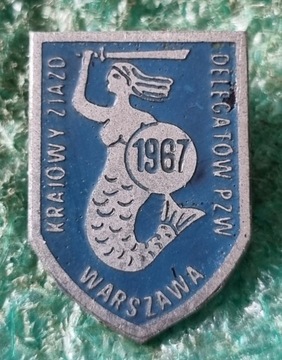 KRAJOWY ZJAZD
DELEGATÓW PZW
1967
WARSZAWA